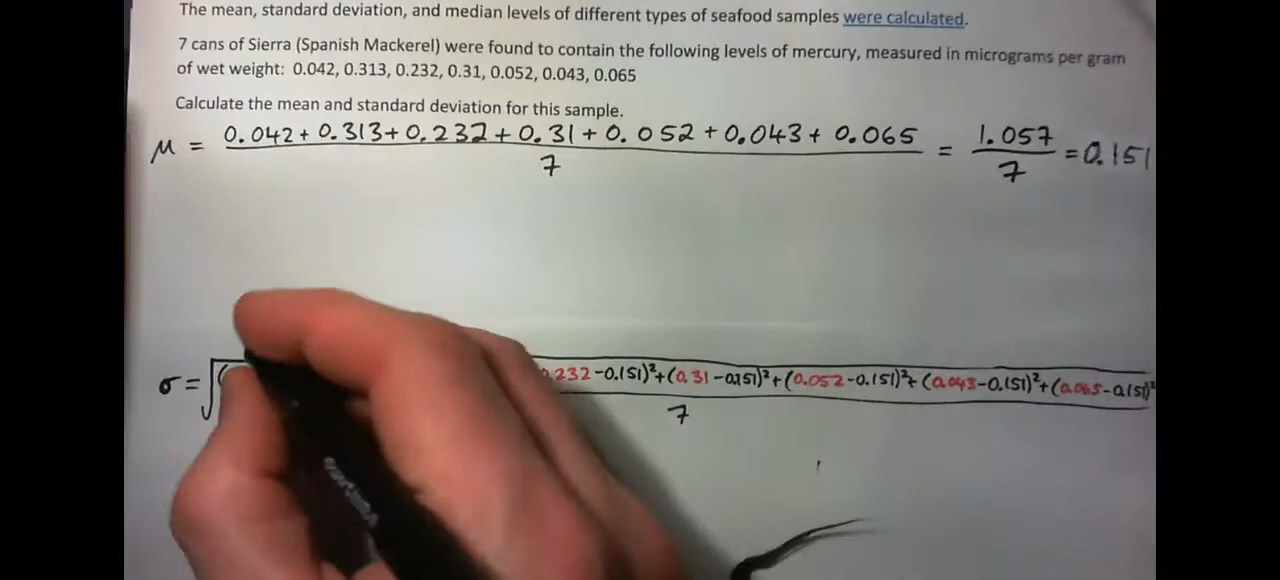 The mean, standard deviation, and median levels of different types of seafood samples were calculated.
7 cans of Sierra (Spanish Mackerel) were found to contain the following levels of mercury, measured in micrograms per gram
of wet weight: 0.042, 0.313, 0.232, 0.31, 0.052, 0.043, 0.065
Calculate the mean and standard deviation for this sample.
μ = 0.042 + 0.313 + 0.232 + 0.31 + 0.052 + 0.043 + 0.065 = 1.057 = 0.151
7 7
σ = √( .232 - 0.151)² + (0.31 - 0.151)² + (0.052 - 0.151)² + (0.043 - 0.151)² + (0.065 - 0.151)²
7